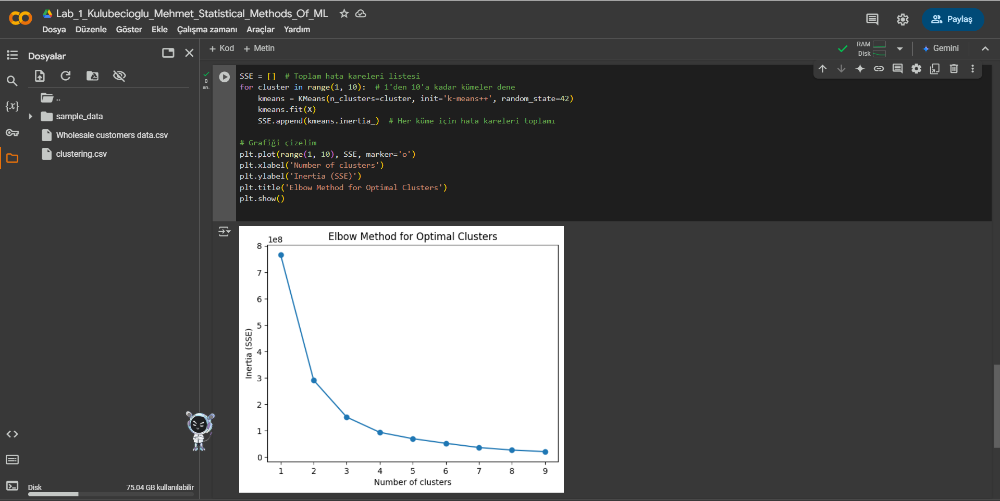 Lab_1_Kulubecioglu_Mehmet_Statistical_Methods_Of_ML
Dosya Düzenle Göster Ekle Çalışma zamanı Araçlar Yardım
Paylaş
Dosyalar
..
sample_data
Wholesale customers data.csv
clustering.csv
Disk 75.04 GB kullanılabilir
+ Kod + Metin
RAM
Disk
Gemini
0
sn.
SSE = []  # Toplam hata kareleri listesi
for cluster in range(1, 10):  # 1'den 10'a kadar kümeler dene
    kmeans = KMeans(n_clusters=cluster, init='k-means++', random_state=42)
    kmeans.fit(X)
    SSE.append(kmeans.inertia_)  # Her küme için hata kareleri toplamı
# Grafiği çizelim
plt.plot(range(1, 10), SSE, marker='o')
plt.xlabel('Number of clusters')
plt.ylabel('Inertia (SSE)')
plt.title('Elbow Method for Optimal Clusters')
plt.show()
Elbow Method for Optimal Clusters
1e8
8
7
6
5
4
3
2
1
0
Inertia (SSE)
1 2 3 4 5 6 7 8 9
Number of clusters